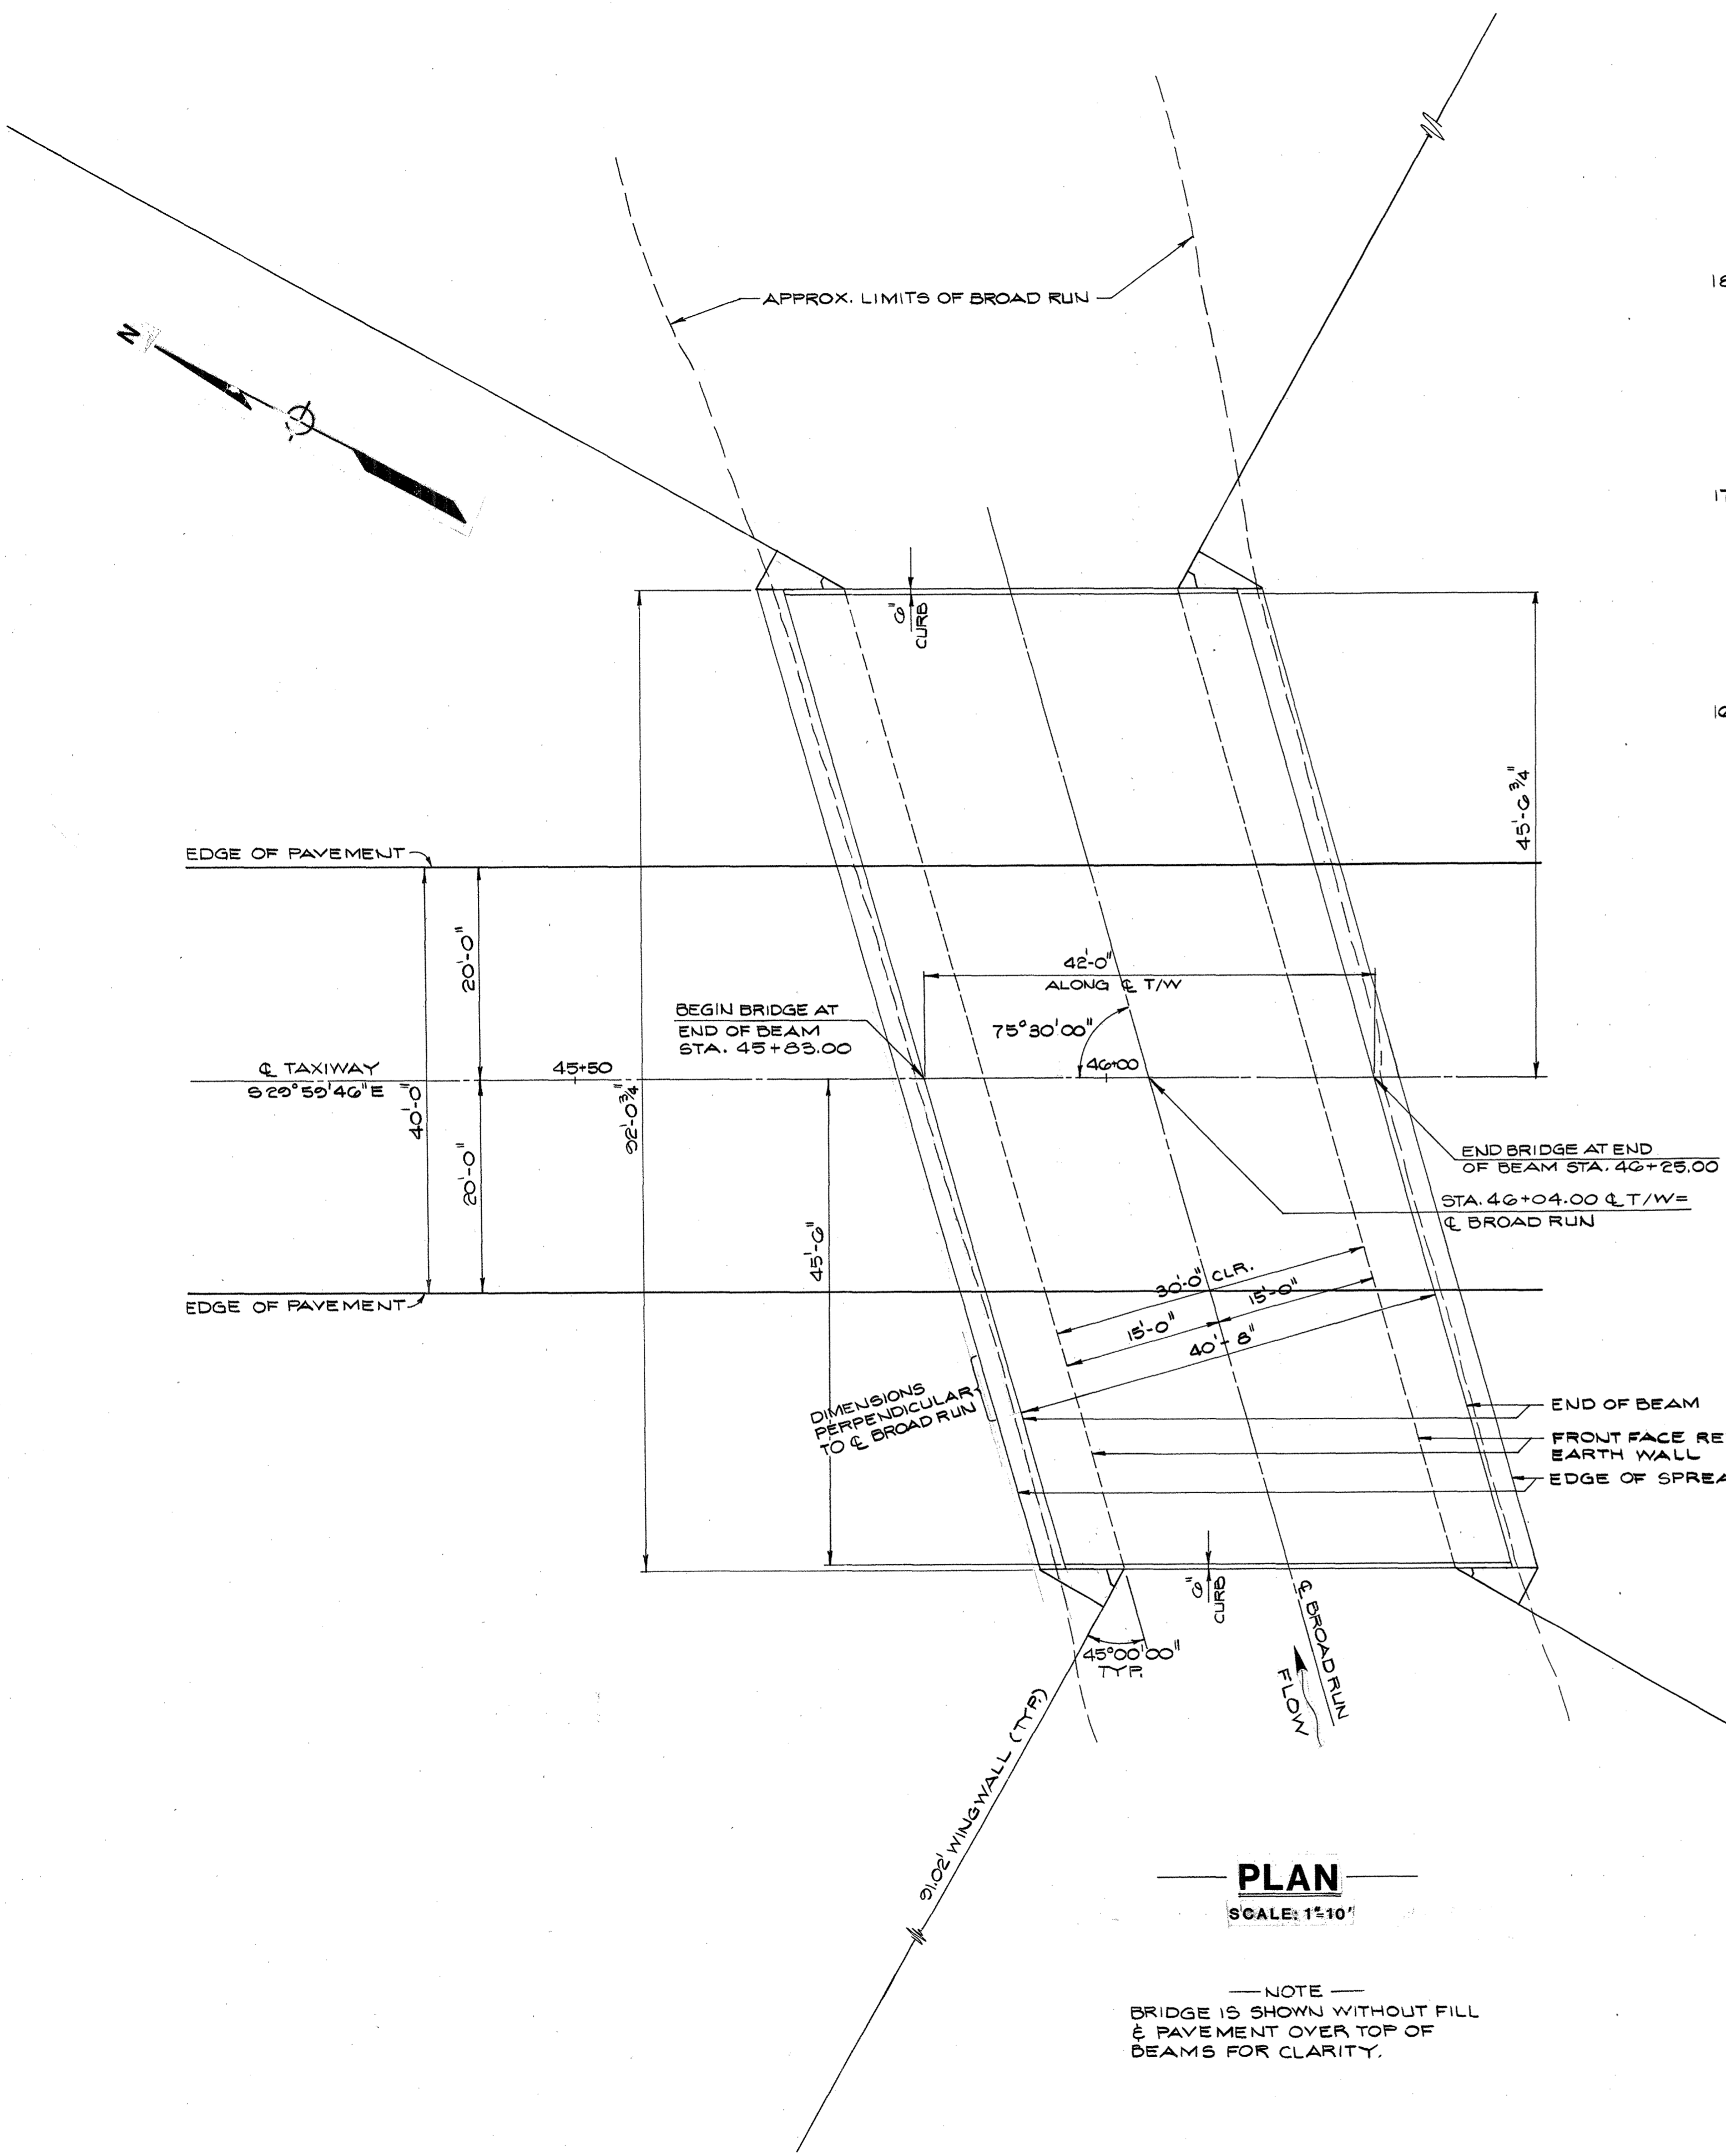 APPROX. LIMITS OF BROAD RUN
N
18
17
6"
CURB
45'-6 3/4"
EDGE OF PAVEMENT
20'-0"
42'-0"
ALONG ℄ T/W
BEGIN BRIDGE AT
END OF BEAM
STA. 45+83.00
75°30'00"
℄ TAXIWAY
S29°59'46"E
45+50
46+00
40'-0"
92'-0 3/4"
20'-0"
END BRIDGE AT END
OF BEAM STA. 46+25.00
STA. 46+04.00 ℄ T/W=
℄ BROAD RUN
45'-6"
EDGE OF PAVEMENT
30'-0" CLR.
15'-0"
15'-0"
40'-8"
DIMENSIONS
PERPENDICULAR
TO ℄ BROAD RUN
END OF BEAM
FRONT FACE RE
EARTH WALL
EDGE OF SPREA
6"
CURB
℄ BROAD RUN
FLOW
45°00'00"
TYP.
91.02' WINGWALL (TYP.)
PLAN
SCALE: 1"=10'
NOTE
BRIDGE IS SHOWN WITHOUT FILL
& PAVEMENT OVER TOP OF
BEAMS FOR CLARITY.